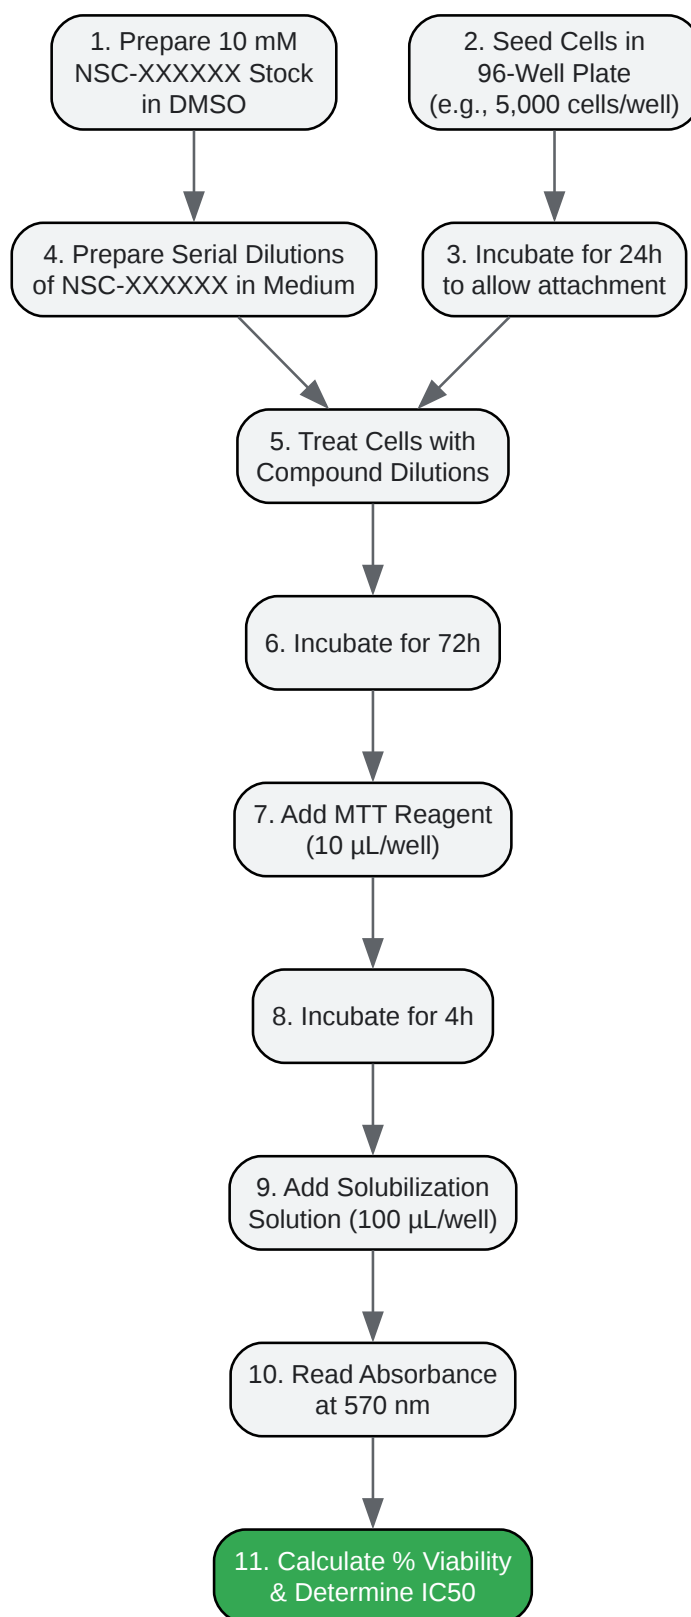 1. Prepare 10 mM
NSC-XXXXXX Stock
in DMSO
2. Seed Cells in
96-Well Plate
(e.g., 5,000 cells/well)
4. Prepare Serial Dilutions
of NSC-XXXXXX in Medium
3. Incubate for 24h
to allow attachment
5. Treat Cells with
Compound Dilutions
6. Incubate for 72h
7. Add MTT Reagent
(10 µL/well)
8. Incubate for 4h
9. Add Solubilization
Solution (100 µL/well)
10. Read Absorbance
at 570 nm
11. Calculate % Viability
& Determine IC50